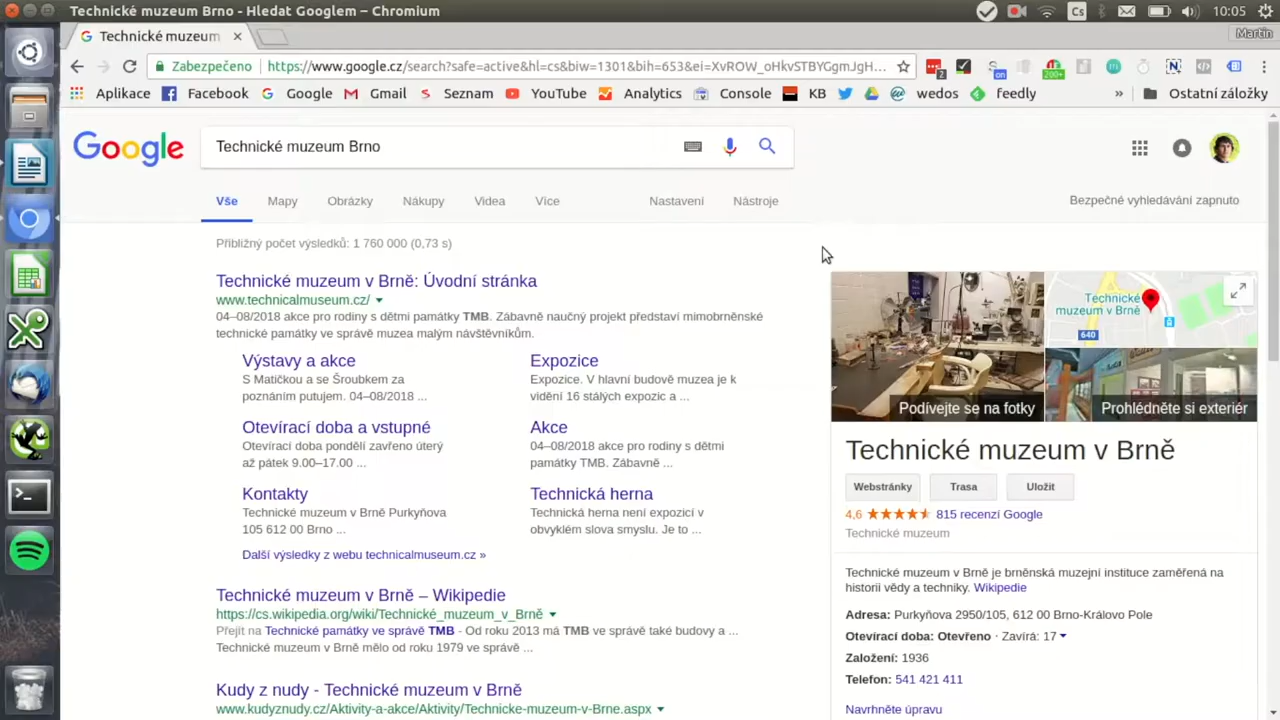 Technické muzeum Brno - Hledat Googlem – Chromium
Cs
10:05
Technické muzeum
Martin
Zabezpečeno
https://www.google.cz/search?safe=active&hl=cs&biw=1301&bih=653&ei=XvROW_oHkvSTBYGgmJgH...
2
on
200+
Aplikace Facebook Google Gmail Seznam YouTube Analytics Console KB wedos feedly » Ostatní záložky
Google
Technické muzeum Brno
Vše Mapy Obrázky Nákupy Videa Více Nastavení Nástroje
Bezpečné vyhledávání zapnuto
Přibližný počet výsledků: 1 760 000 (0,73 s)
Technické muzeum v Brně: Úvodní stránka
www.technicalmuseum.cz/
04–08/2018 akce pro rodiny s dětmi památky TMB. Zábavně naučný projekt představí mimobrněnské
technické památky ve správě muzea malým návštěvníkům.
Výstavy a akce
S Matičkou a se Šroubkem za
poznáním putujem. 04–08/2018 ...
Expozice
Expozice. V hlavní budově muzea je k
vidění 16 stálých expozic a ...
Otevírací doba a vstupné
Otevírací doba pondělí zavřeno úterý
až pátek 9.00–17.00 ...
Akce
04–08/2018 akce pro rodiny s dětmi
památky TMB. Zábavně ...
Kontakty
Technické muzeum v Brně Purkyňova
105 612 00 Brno ...
Technická herna
Technická herna není expozicí v
obvyklém slova smyslu. Je to ...
Další výsledky z webu technicalmuseum.cz »
Technické muzeum v Brně – Wikipedie
https://cs.wikipedia.org/wiki/Technické_muzeum_v_Brně
Přejít na Technické památky ve správě TMB - Od roku 2013 má TMB ve správě také budovy a ...
Technické muzeum v Brně mělo od roku 1979 ve správě ...
Kudy z nudy - Technické muzeum v Brně
www.kudyznudy.cz/Aktivity-a-akce/Aktivity/Technicke-muzeum-v-Brne.aspx
Technické
muzeum v Brně
640
Podívejte se na fotky
Prohlédněte si exteriér
Technické muzeum v Brně
Webstránky Trasa Uložit
4,6 815 recenzí Google
Technické muzeum
Technické muzeum v Brně je brněnská muzejní instituce zaměřená na
historii vědy a techniky. Wikipedie
Adresa: Purkyňova 2950/105, 612 00 Brno-Královo Pole
Otevírací doba: Otevřeno · Zavírá: 17
Založení: 1936
Telefon: 541 421 411
Navrhněte úpravu